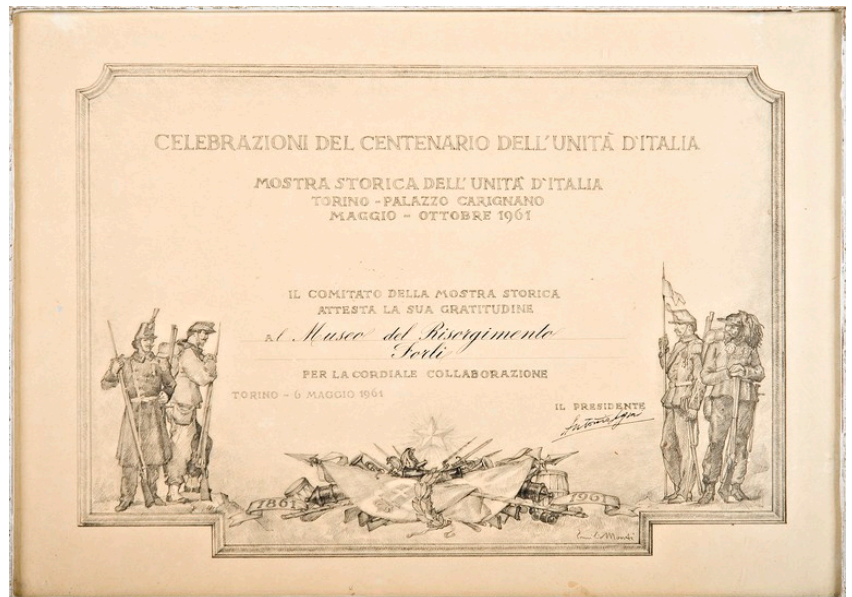 CELEBRAZIONI DEL CENTENARIO DELL'UNITÀ D'ITALIA
MOSTRA STORICA DELL'UNITÀ D'ITALIA
TORINO - PALAZZO CARIGNANO
MAGGIO - OTTOBRE 1961
IL COMITATO DELLA MOSTRA STORICA
ATTESTA LA SUA GRATITUDINE
al Museo del Risorgimento
Forlì
PER LA CORDIALE COLLABORAZIONE
TORINO - 6 MAGGIO 1961
IL PRESIDENTE
1861
1961